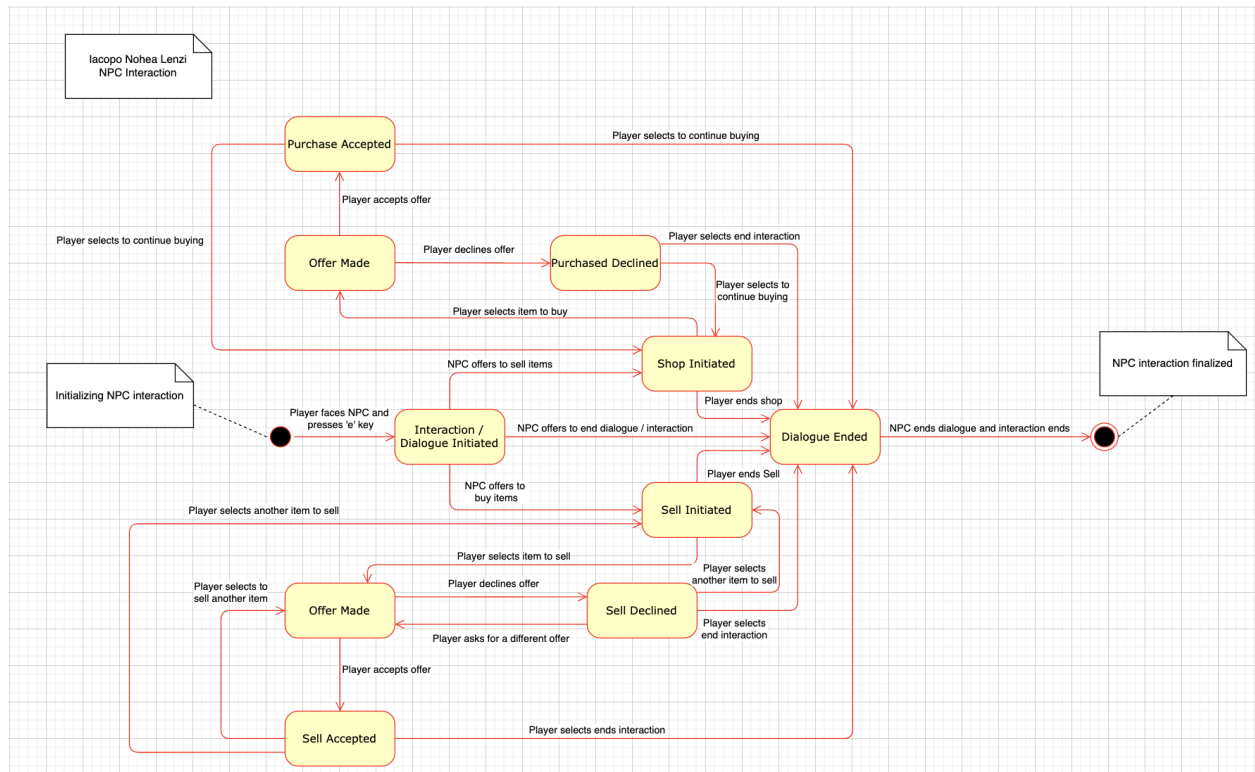 Iacopo Nohea Lenzi
NPC Interaction
Purchase Accepted
Player selects to continue buying
Player accepts offer
Player selects to continue buying
Offer Made
Player declines offer
Purchased Declined
Player selects end interaction
Player selects to
continue buying
Player selects item to buy
Shop Initiated
NPC offers to sell items
Player ends shop
Initializing NPC interaction
Player faces NPC and
presses 'e' key
Interaction /
Dialogue Initiated
NPC offers to end dialogue / interaction
Dialogue Ended
NPC ends dialogue and interaction ends
NPC interaction finalized
NPC offers to
buy items
Player ends Sell
Sell Initiated
Player selects another item to sell
Player selects item to sell
Player selects
another item to sell
Player selects to
sell another item
Offer Made
Player declines offer
Sell Declined
Player asks for a different offer
Player selects
end interaction
Player accepts offer
Sell Accepted
Player selects ends interaction